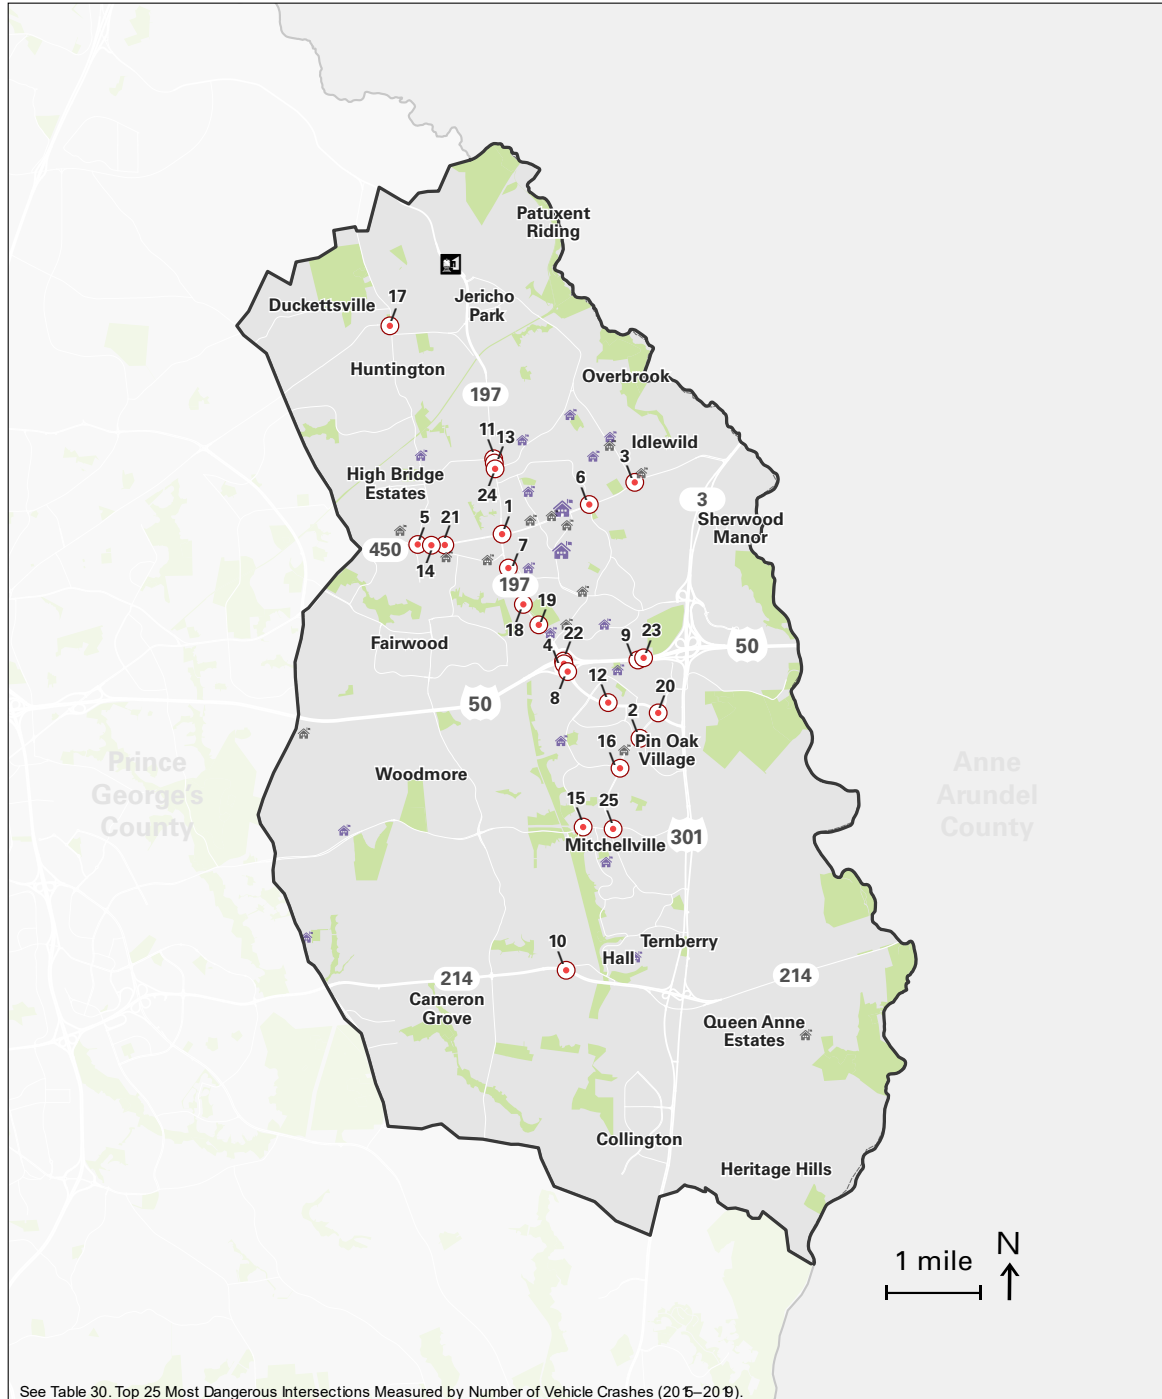 Patuxent
Riding
17
Duckettsville
Jericho
Park
Huntington
Overbrook
197
11
13
Idlewild
3
High Bridge
Estates
24
6
3
1
Sherwood
Manor
5
21
450
14
7
197
19
18
Fairwood
4
22
9
23
50
8
12
20
50
2
16
Pin Oak
Village
Prince
George's
County
Woodmore
Anne
Arundel
County
15
25
Mitchellville
301
10
Ternberry
Hall
214
214
Cameron
Grove
Queen Anne
Estates
Collington
Heritage Hills
1 mile
N
See Table 30. Top 25 Most Dangerous Intersections Measured by Number of Vehicle Crashes (2015–2019).